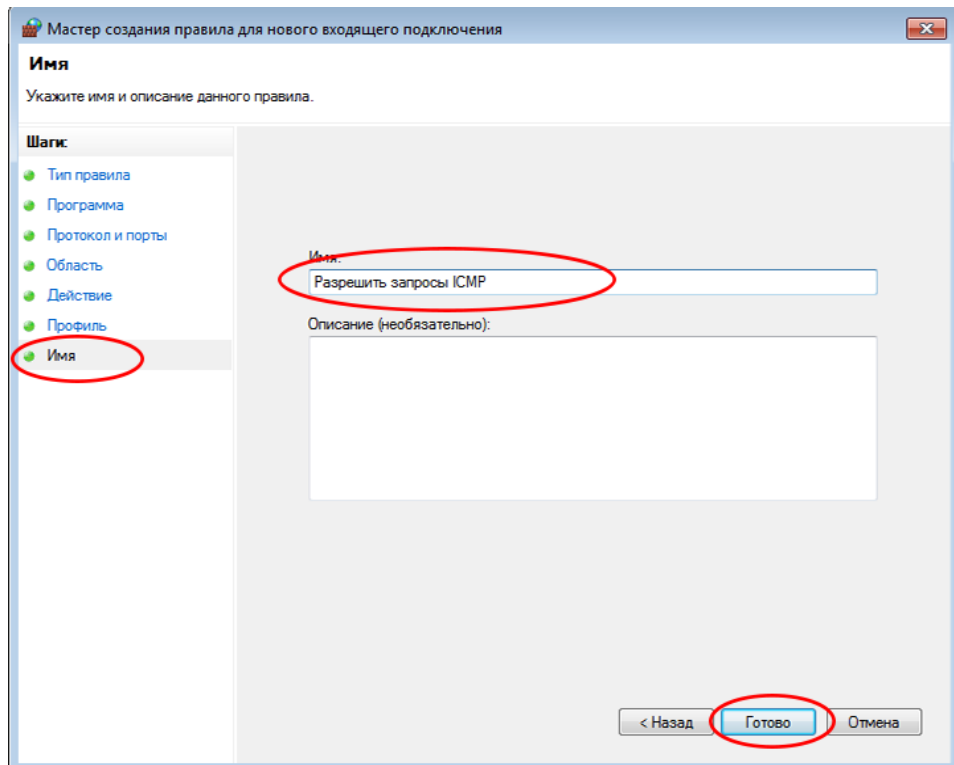 Мастер создания правила для нового входящего подключения
Имя
Укажите имя и описание данного правила.
Шаги:
Тип правила
Программа
Протокол и порты
Область
Действие
Профиль
Имя
Имя:
Разрешить запросы ICMP
Описание (необязательно):
< Назад
Готово
Отмена